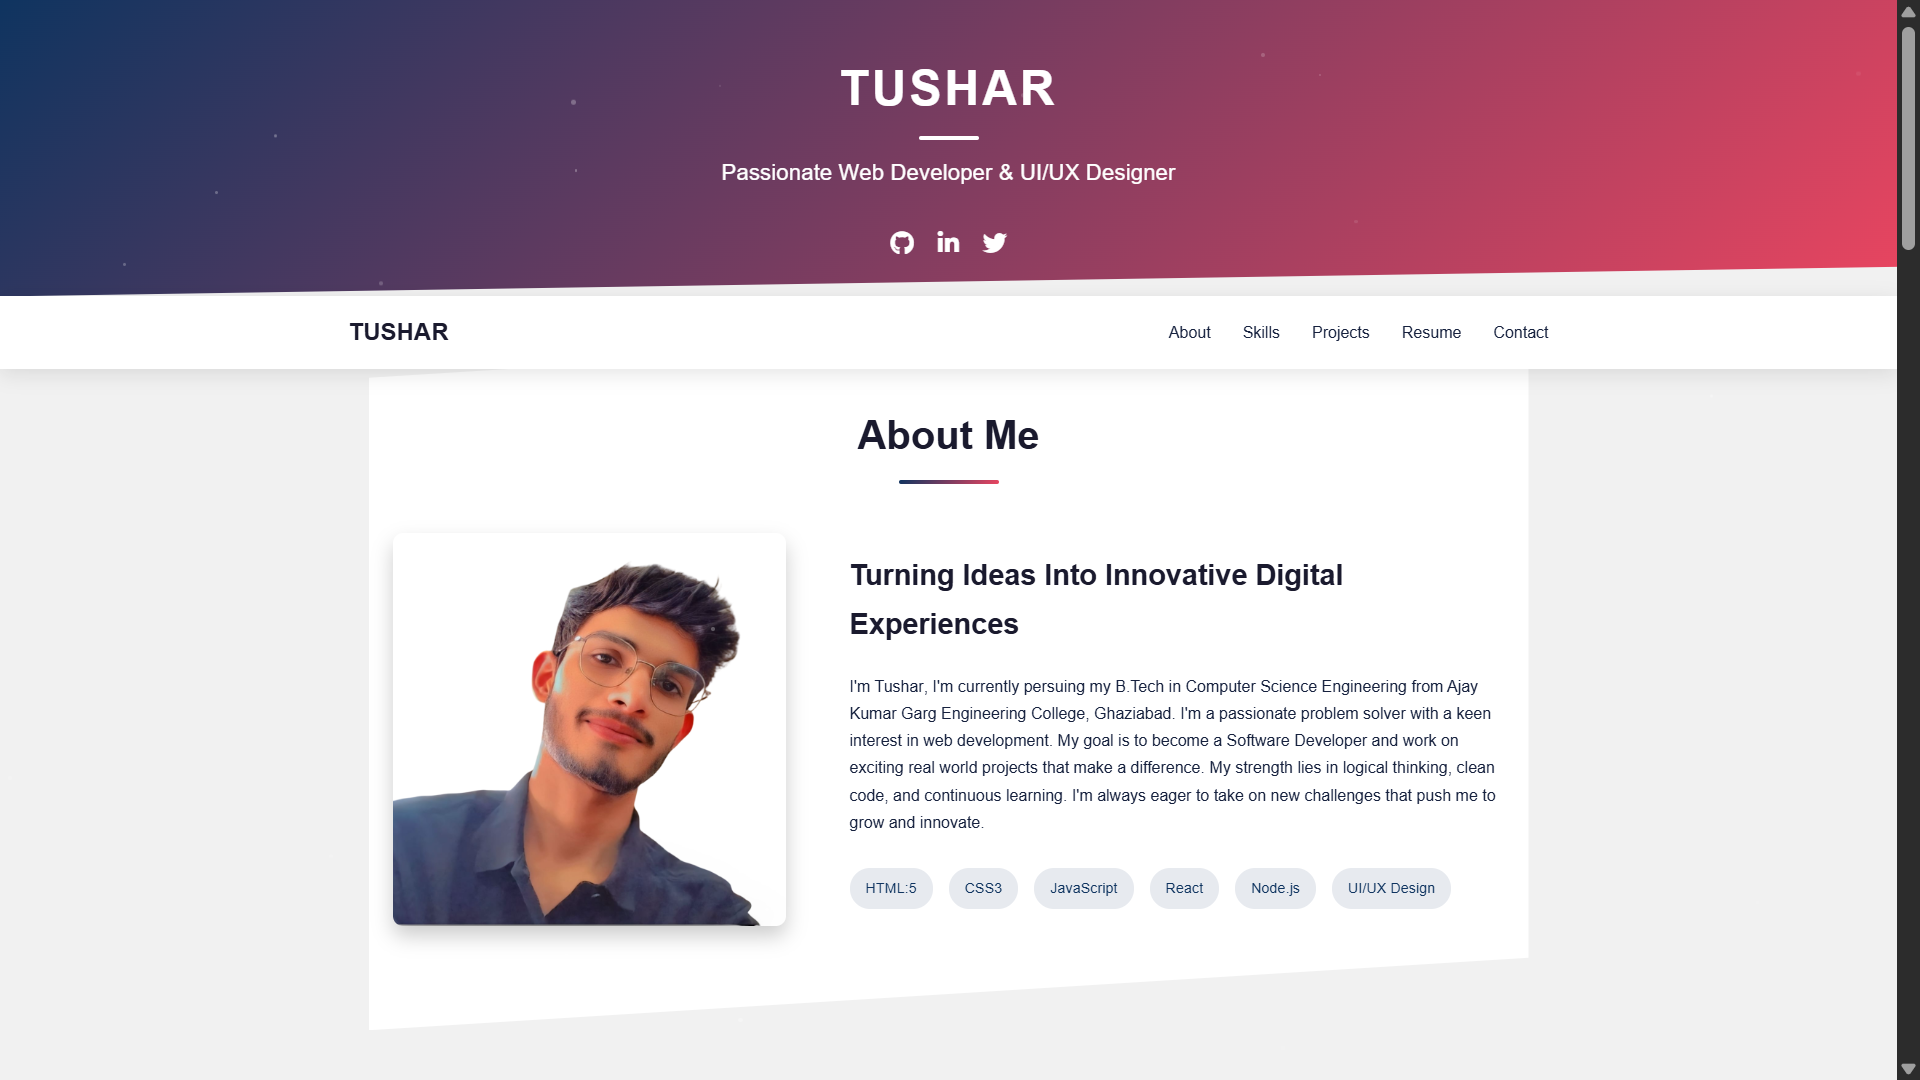 TUSHAR
Passionate Web Developer & UI/UX Designer
TUSHAR
About
Skills
Projects
Resume
Contact
About Me
Turning Ideas Into Innovative Digital
Experiences
I'm Tushar, I'm currently persuing my B.Tech in Computer Science Engineering from Ajay
Kumar Garg Engineering College, Ghaziabad. I'm a passionate problem solver with a keen
interest in web development. My goal is to become a Software Developer and work on
exciting real world projects that make a difference. My strength lies in logical thinking, clean
code, and continuous learning. I'm always eager to take on new challenges that push me to
grow and innovate.
HTML:5
CSS3
JavaScript
React
Node.js
UI/UX Design